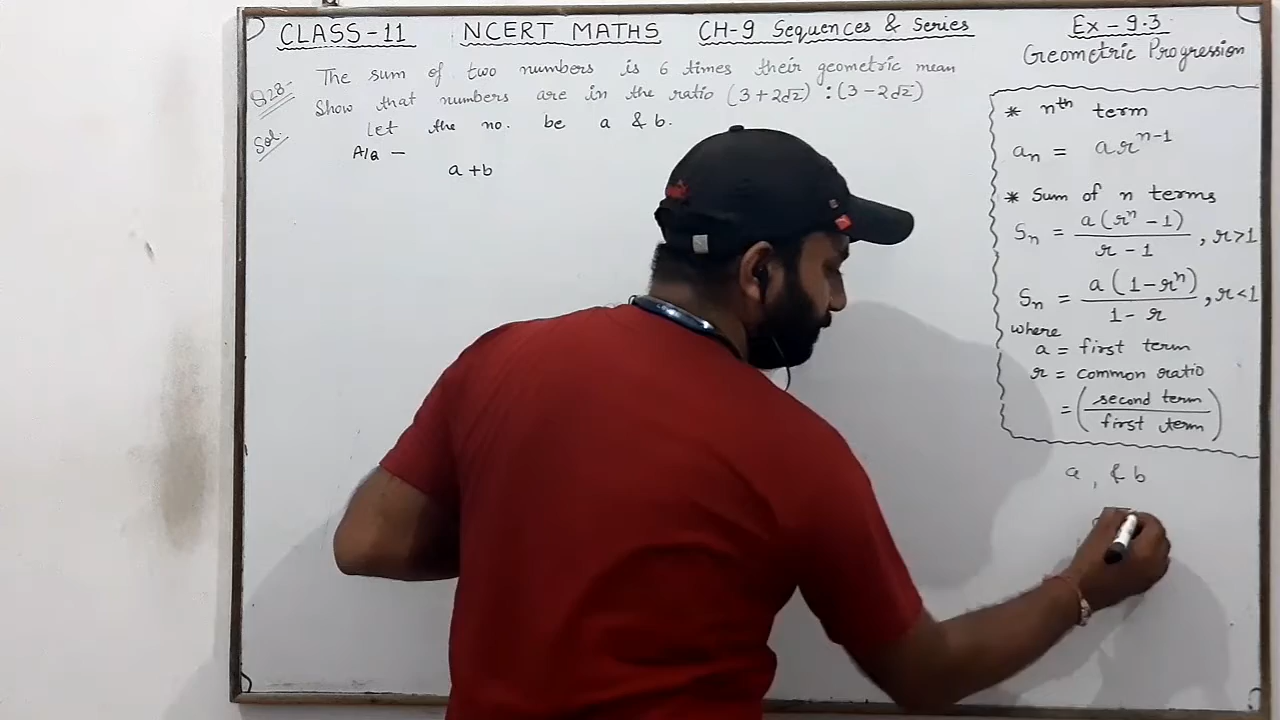 CLASS-11 NCERT MATHS CH-9 Sequences & Series
Q28- The sum of two numbers is 6 times their geometric mean
Show that numbers are in the ratio (3+2√2) : (3-2√2)
Sol. Let the no. be a & b.
A/q -
a+b
Ex-9.3
Geometric Progression
* nth term
aₙ = arⁿ⁻¹
* Sum of n terms
Sₙ = a(rⁿ-1)/r-1, r>1
Sₙ = a(1-rⁿ)/1-r, r<1
where
a = first term
r = common ratio
= (second term/first term)
a, & b